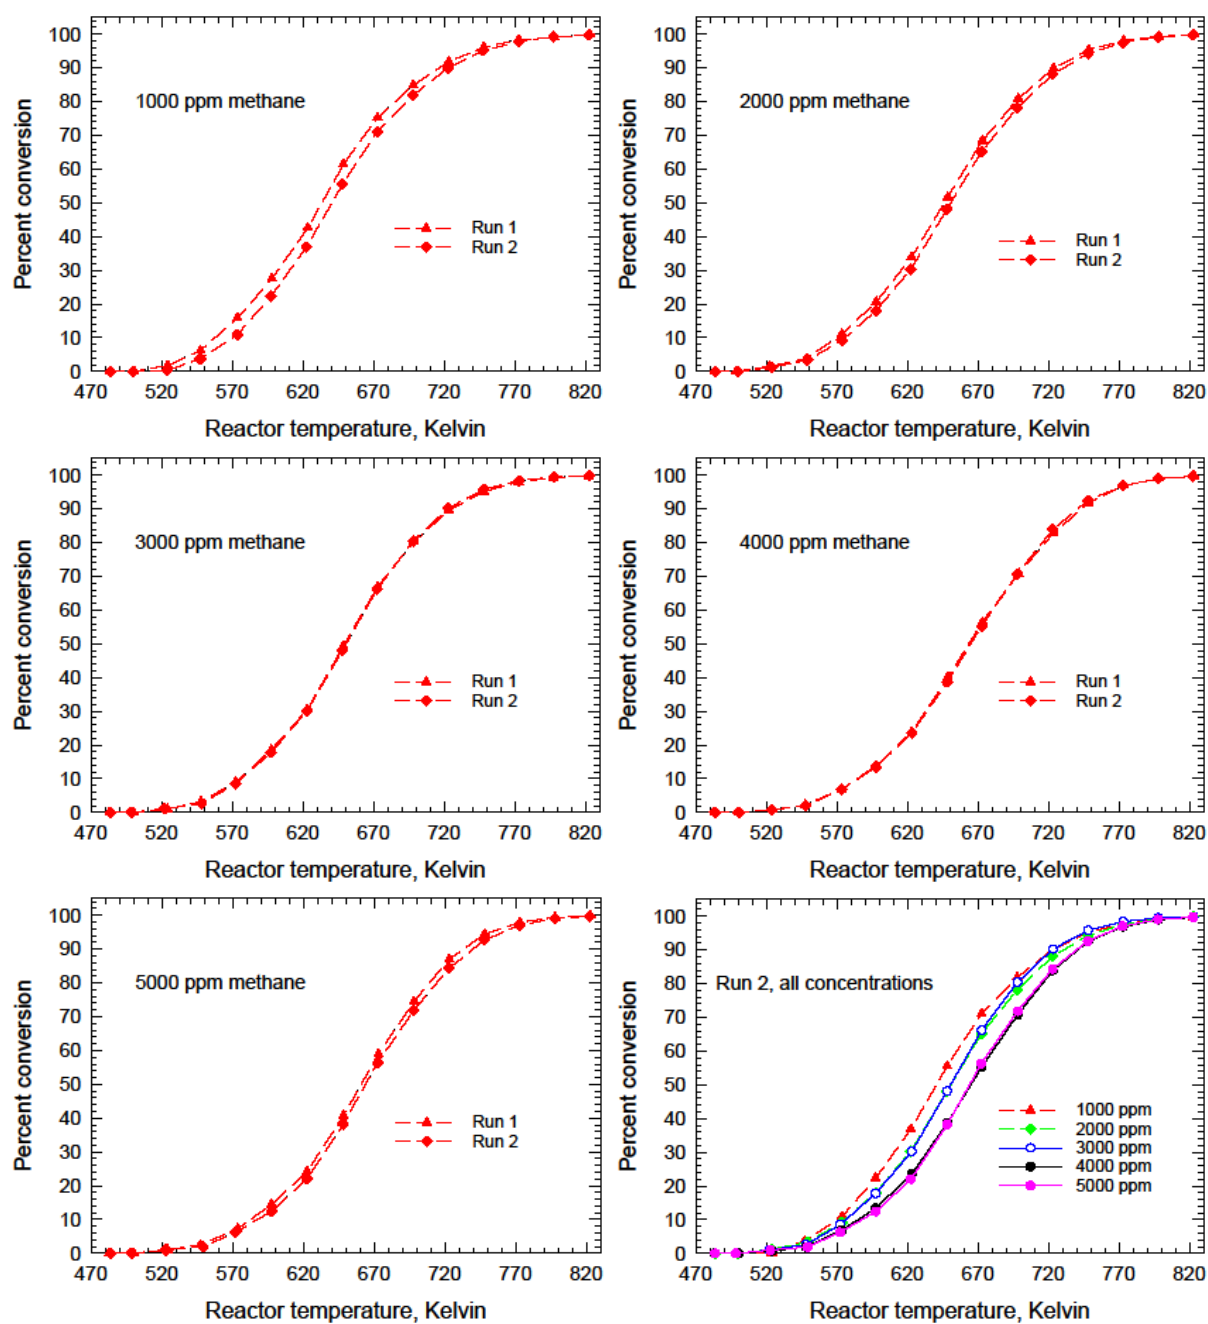 100
90
80
70
60
50
40
30
20
10
0
Percent conversion
1000 ppm methane
Run 1
Run 2
470 520 570 620 670 720 770 820
Reactor temperature, Kelvin
100
90
80
70
60
50
40
30
20
10
0
Percent conversion
2000 ppm methane
Run 1
Run 2
470 520 570 620 670 720 770 820
Reactor temperature, Kelvin
100
90
80
70
60
50
40
30
20
10
0
Percent conversion
3000 ppm methane
Run 1
Run 2
470 520 570 620 670 720 770 820
Reactor temperature, Kelvin
100
90
80
70
60
50
40
30
20
10
0
Percent conversion
4000 ppm methane
Run 1
Run 2
470 520 570 620 670 720 770 820
Reactor temperature, Kelvin
100
90
80
70
60
50
40
30
20
10
0
Percent conversion
5000 ppm methane
Run 1
Run 2
470 520 570 620 670 720 770 820
Reactor temperature, Kelvin
100
90
80
70
60
50
40
30
20
10
0
Percent conversion
Run 2, all concentrations
1000 ppm
2000 ppm
3000 ppm
4000 ppm
5000 ppm
470 520 570 620 670 720 770 820
Reactor temperature, Kelvin